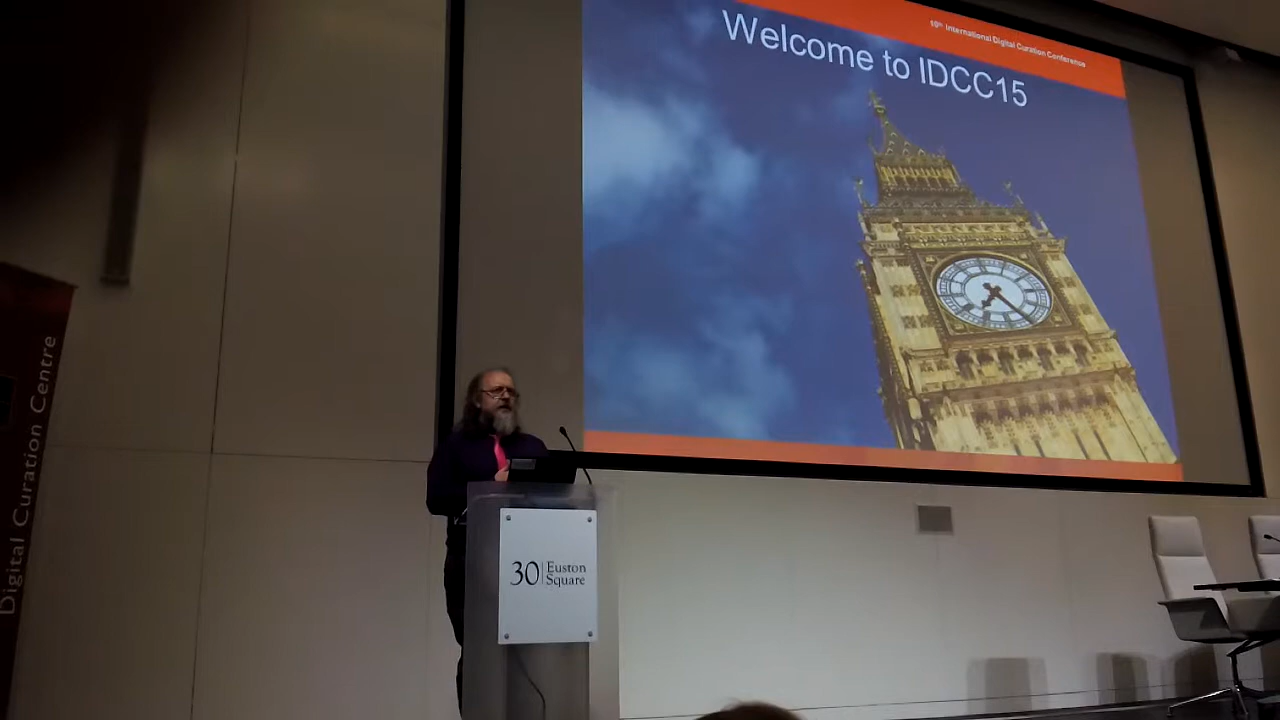 10th International Digital Curation Conference
Welcome to IDCC15
Digital Curation Centre
30 Euston
Square